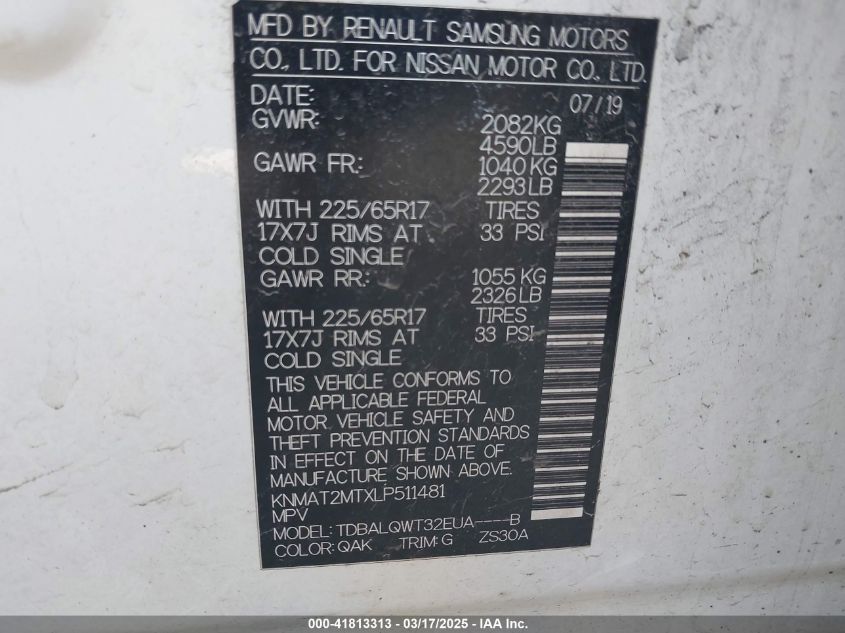 MFD BY RENAULT SAMSUNG MOTORS
CO., LTD. FOR NISSAN MOTOR CO., LTD.
DATE: 07/19
GVWR: 2082KG
4590LB
GAWR FR: 1040KG
2293LB
WITH 225/65R17 TIRES
17X7J RIMS AT 33 PSI
COLD SINGLE
GAWR RR: 1055 KG
2326LB
WITH 225/65R17 TIRES
17X7J RIMS AT 33 PSI
COLD SINGLE
THIS VEHICLE CONFORMS TO
ALL APPLICABLE FEDERAL
MOTOR VEHICLE SAFETY AND
THEFT PREVENTION STANDARDS
IN EFFECT ON THE DATE OF
MANUFACTURE SHOWN ABOVE.
KNMAT2MTXLP511481
MPV
MODEL: TDBALQWT32EUA----B
COLOR: QAK TRIM: G ZS30A
000-41813313 - 03/17/2025 - IAA Inc.